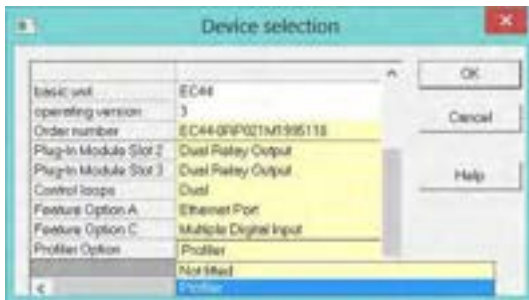 Device selection
basic unit EC44
operating version 3
Order number
Plug-In Module Slot 2 Dual Relay Output
Plug-In Module Slot 3 Dual Relay Output
Control loops Dual
Feature Option A Ethernet Port
Feature Option C Multiple Digital Input
Profiler Option Profiler
Not fitted
Profiler
OK
Cancel
Help